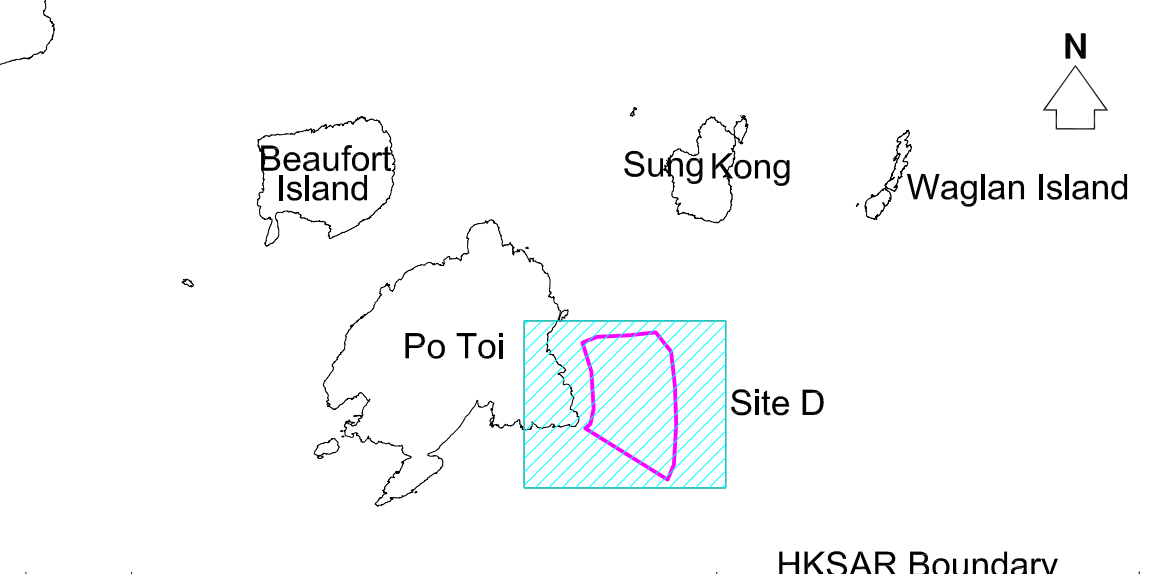 N
Beaufort
Island
Sung Kong
Waglan Island
Po Toi
Site D
HKSAR Boundary